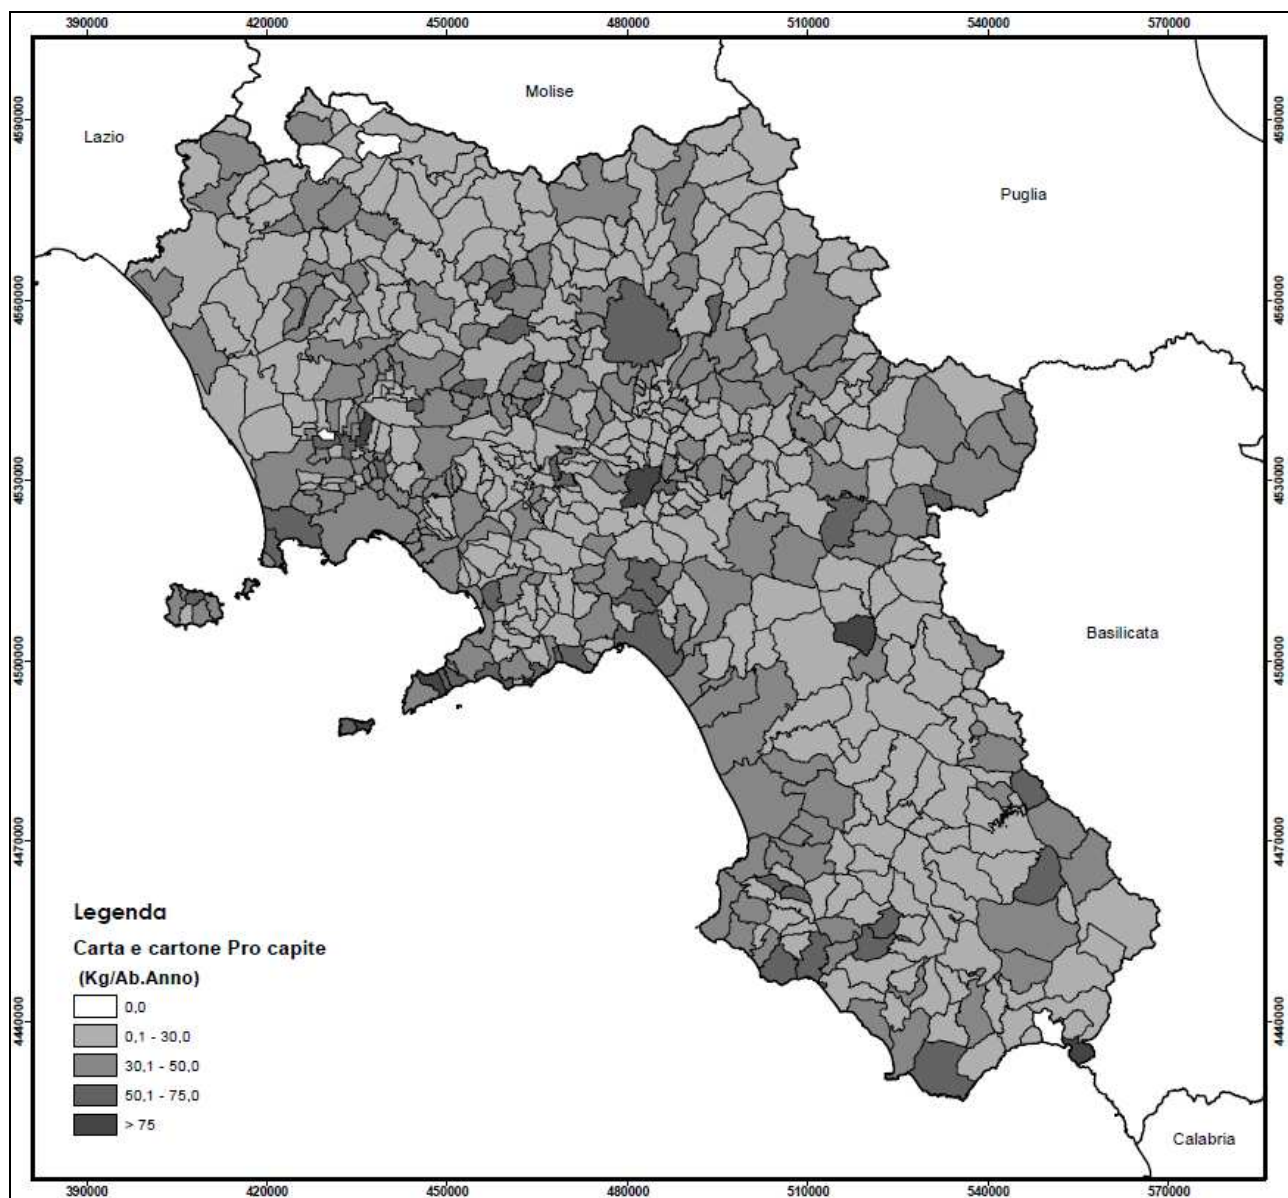 390000 420000 450000 480000 510000 540000 570000
Molise
Lazio
Puglia
4590000 4590000
4560000 4560000
4530000 4530000
Basilicata
4500000 4500000
4470000 4470000
Legenda
Carta e cartone Pro capite
(Kg/Ab.Anno)
0,0
0,1 - 30,0
30,1 - 50,0
50,1 - 75,0
> 75
4440000 4440000
Calabria
390000 420000 450000 480000 510000 540000 570000